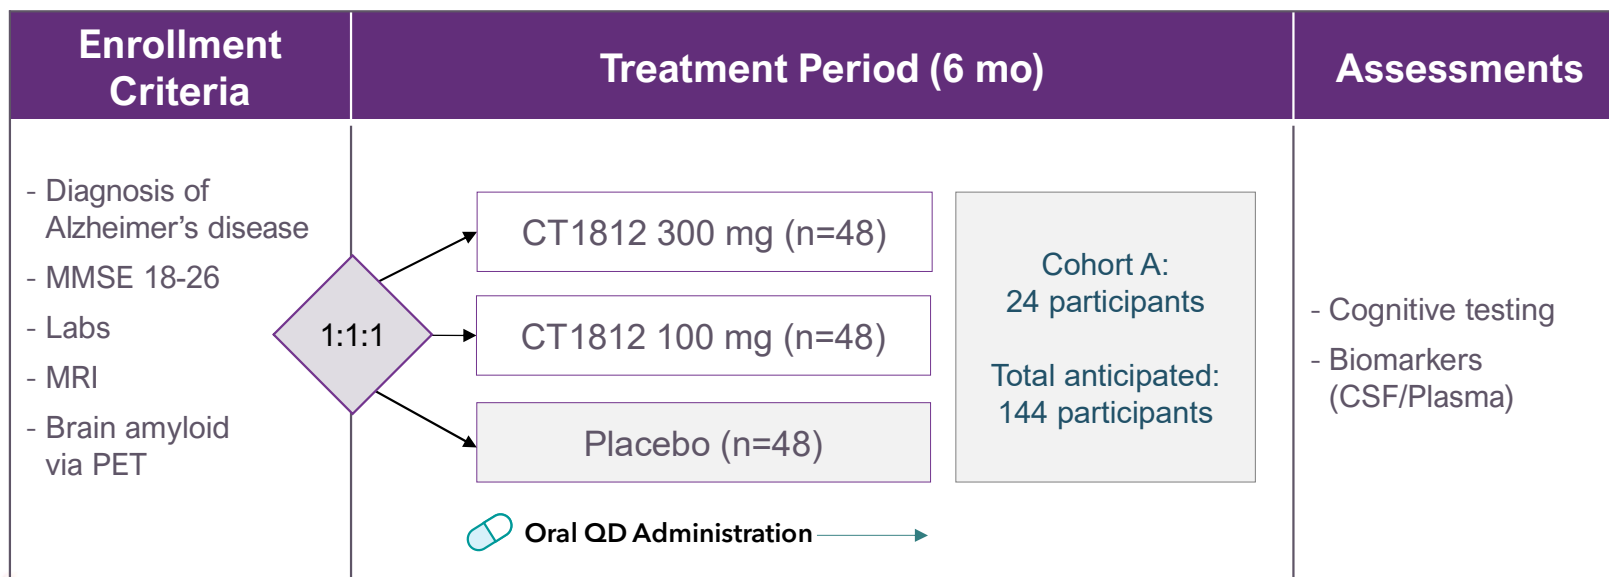 Enrollment
Criteria
Treatment Period (6 mo)
Assessments
- Diagnosis of
Alzheimer's disease
- MMSE 18-26
- Labs
- MRI
- Brain amyloid
via PET
1:1:1
CT1812 300 mg (n=48)
CT1812 100 mg (n=48)
Placebo (n=48)
Oral QD Administration
Cohort A:
24 participants
Total anticipated:
144 participants
- Cognitive testing
- Biomarkers
(CSF/Plasma)